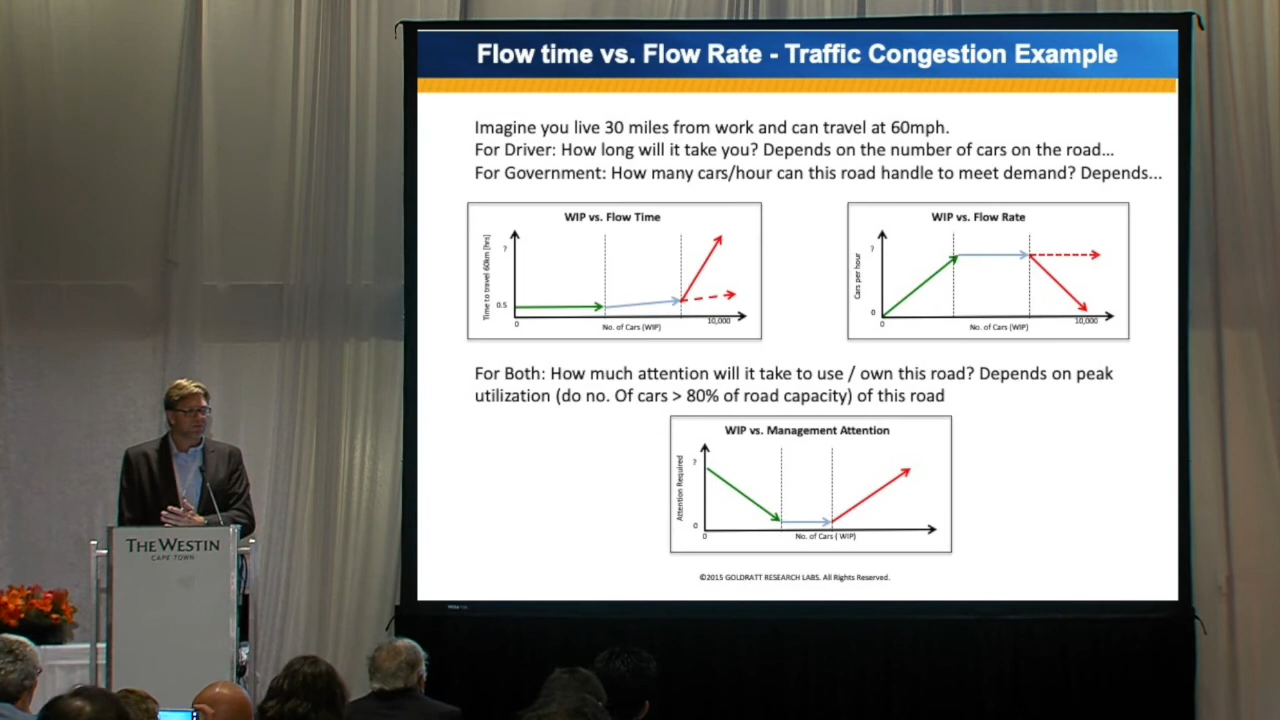 Flow time vs. Flow Rate - Traffic Congestion Example
Imagine you live 30 miles from work and can travel at 60mph.
For Driver: How long will it take you? Depends on the number of cars on the road...
For Government: How many cars/hour can this road handle to meet demand? Depends...
WIP vs. Flow Time
Time to travel 60km [hrs]
?
0.5
0
No. of Cars (WIP)
10,000
WIP vs. Flow Rate
Cars per hour
?
0
0
No. of Cars (WIP)
10,000
For Both: How much attention will it take to use / own this road? Depends on peak
utilization (do no. Of cars > 80% of road capacity) of this road
WIP vs. Management Attention
Attention Required
?
0
0
No. of Cars ( WIP)
©2015 GOLDRATT RESEARCH LABS. All Rights Reserved.
THE WESTIN
CAPE TOWN